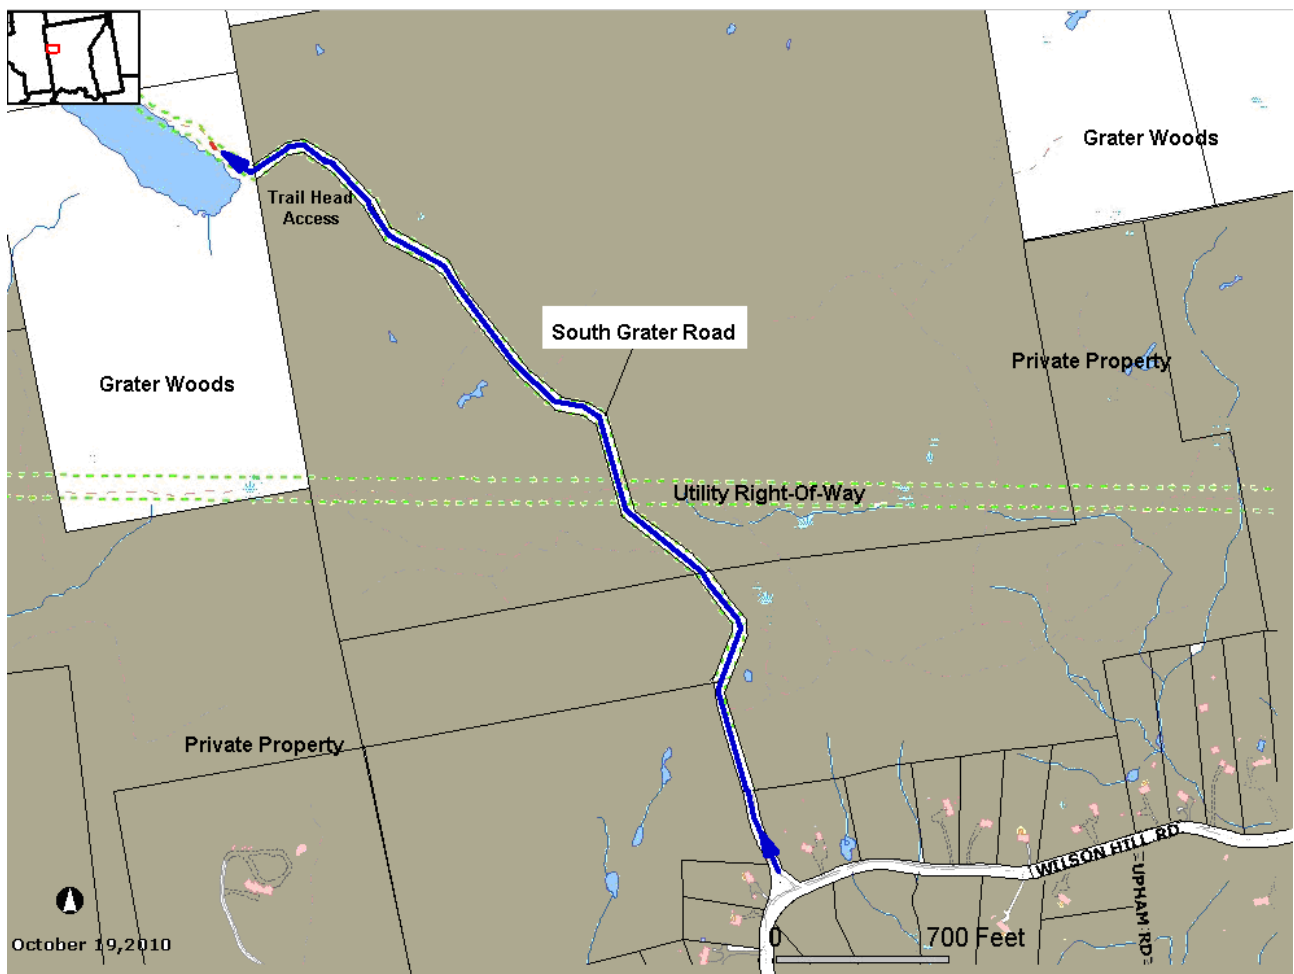 Grater Woods
Trail Head
Access
South Grater Road
Private Property
Grater Woods
Utility Right-Of-Way
Private Property
WILSON HILL RD
UPHAM RD
October 19,2010
0 700 Feet